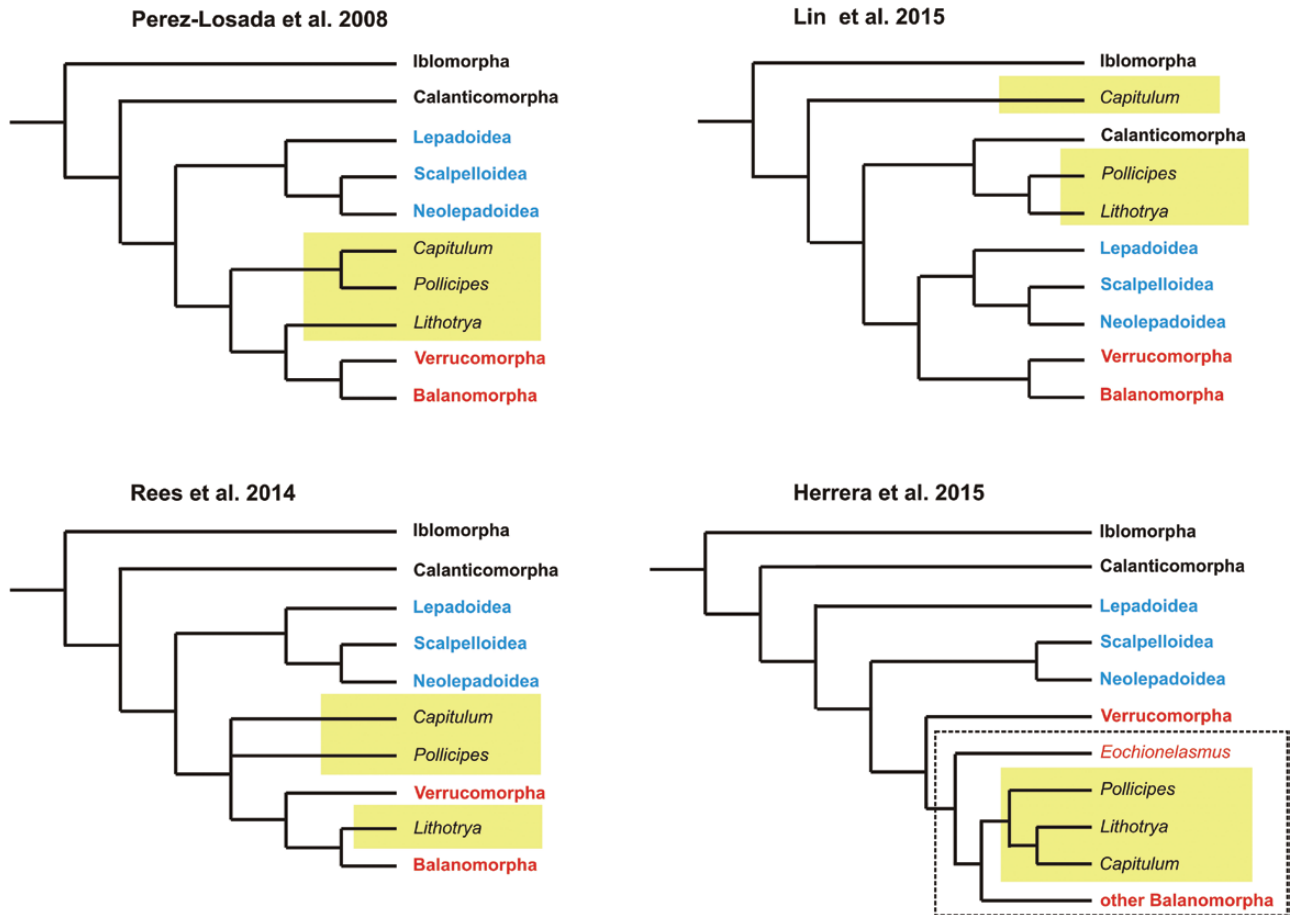 Perez-Losada et al. 2008
Iblomorpha
Calanticomorpha
Lepadoidea
Scalpelloidea
Neolepadoidea
Capitulum
Pollicipes
Lithotrya
Verrucomorpha
Balanomorpha
Lin et al. 2015
Iblomorpha
Capitulum
Calanticomorpha
Pollicipes
Lithotrya
Lepadoidea
Scalpelloidea
Neolepadoidea
Verrucomorpha
Balanomorpha
Rees et al. 2014
Iblomorpha
Calanticomorpha
Lepadoidea
Scalpelloidea
Neolepadoidea
Capitulum
Pollicipes
Verrucomorpha
Lithotrya
Balanomorpha
Herrera et al. 2015
Iblomorpha
Calanticomorpha
Lepadoidea
Scalpelloidea
Neolepadoidea
Verrucomorpha
Eochionelasmus
Pollicipes
Lithotrya
Capitulum
other Balanomorpha